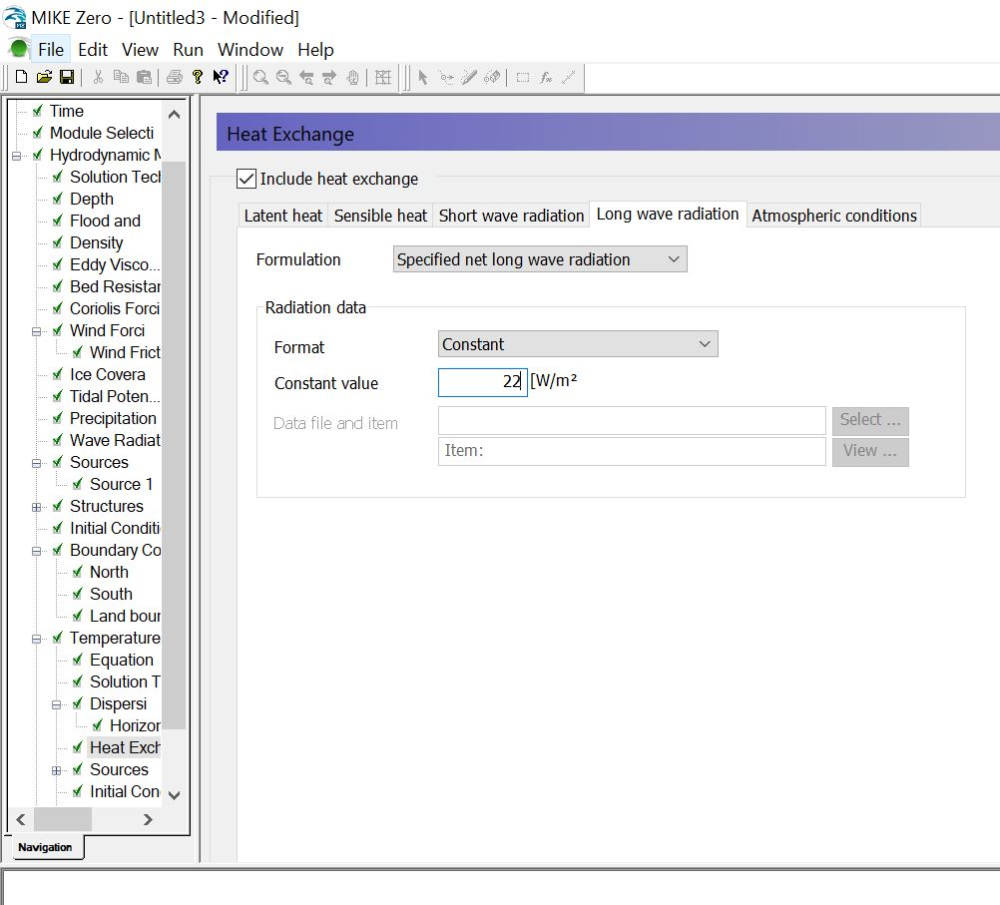 MIKE Zero - [Untitled3 - Modified]
File Edit View Run Window Help
Time
Module Selecti
Hydrodynamic M
Solution Tech
Depth
Flood and
Density
Eddy Visco...
Bed Resistan
Coriolis Forci
Wind Forci
Wind Frict
Ice Covera
Tidal Poten...
Precipitation
Wave Radiat
Sources
Source 1
Structures
Initial Conditi
Boundary Co
North
South
Land boun
Temperature
Equation
Solution T
Dispersi
Horizon
Heat Exch
Sources
Initial Con
Navigation
Heat Exchange
Include heat exchange
Latent heat Sensible heat Short wave radiation Long wave radiation Atmospheric conditions
Formulation Specified net long wave radiation
Radiation data
Format Constant
Constant value 22 [W/m²
Data file and item Select ...
Item: View ...